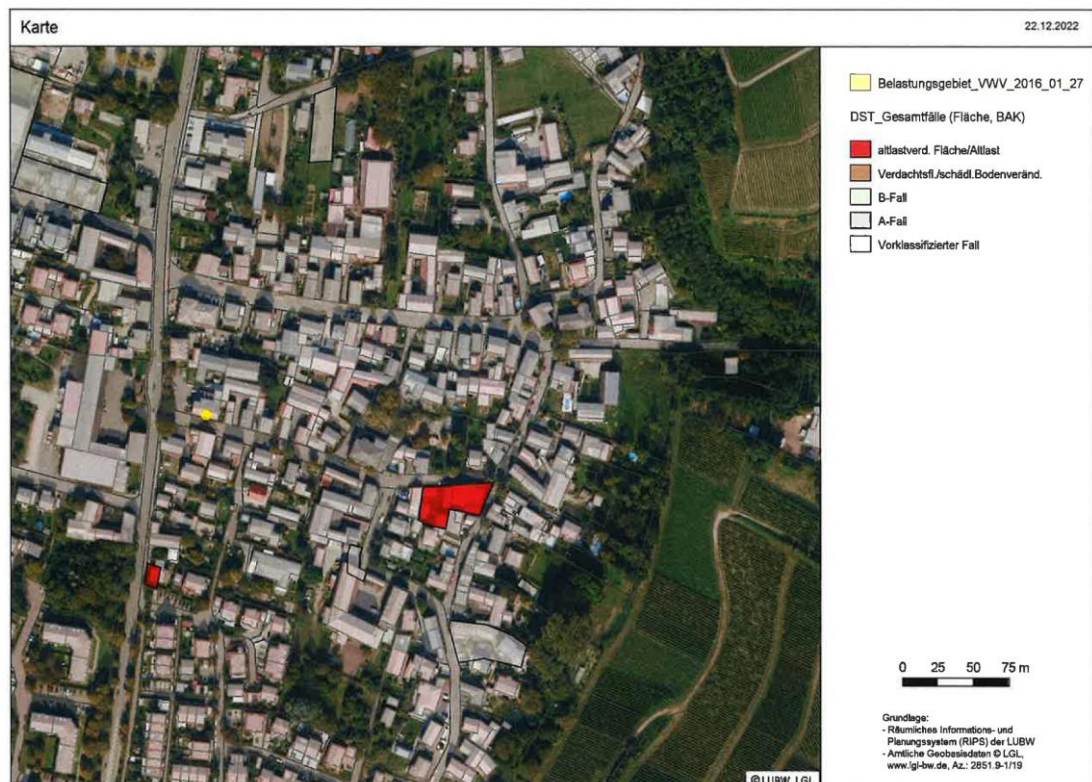 Karte
22.12.2022
Belastungsgebiet_VWV_2016_01_27
DST_Gesamtfälle (Fläche, BAK)
altlastverd. Fläche/Altlast
Verdachtsfl./schädl.Bodenveränd.
B-Fall
A-Fall
Vorklassifizierter Fall
0 25 50 75 m
Grundlage:
- Räumliches Informations- und
Planungssystem (RIPS) der LUBW
- Amtliche Geobasisdaten © LGL,
www.lgl-bw.de, Az.: 2851.9-1/19
© LUBW, LGL